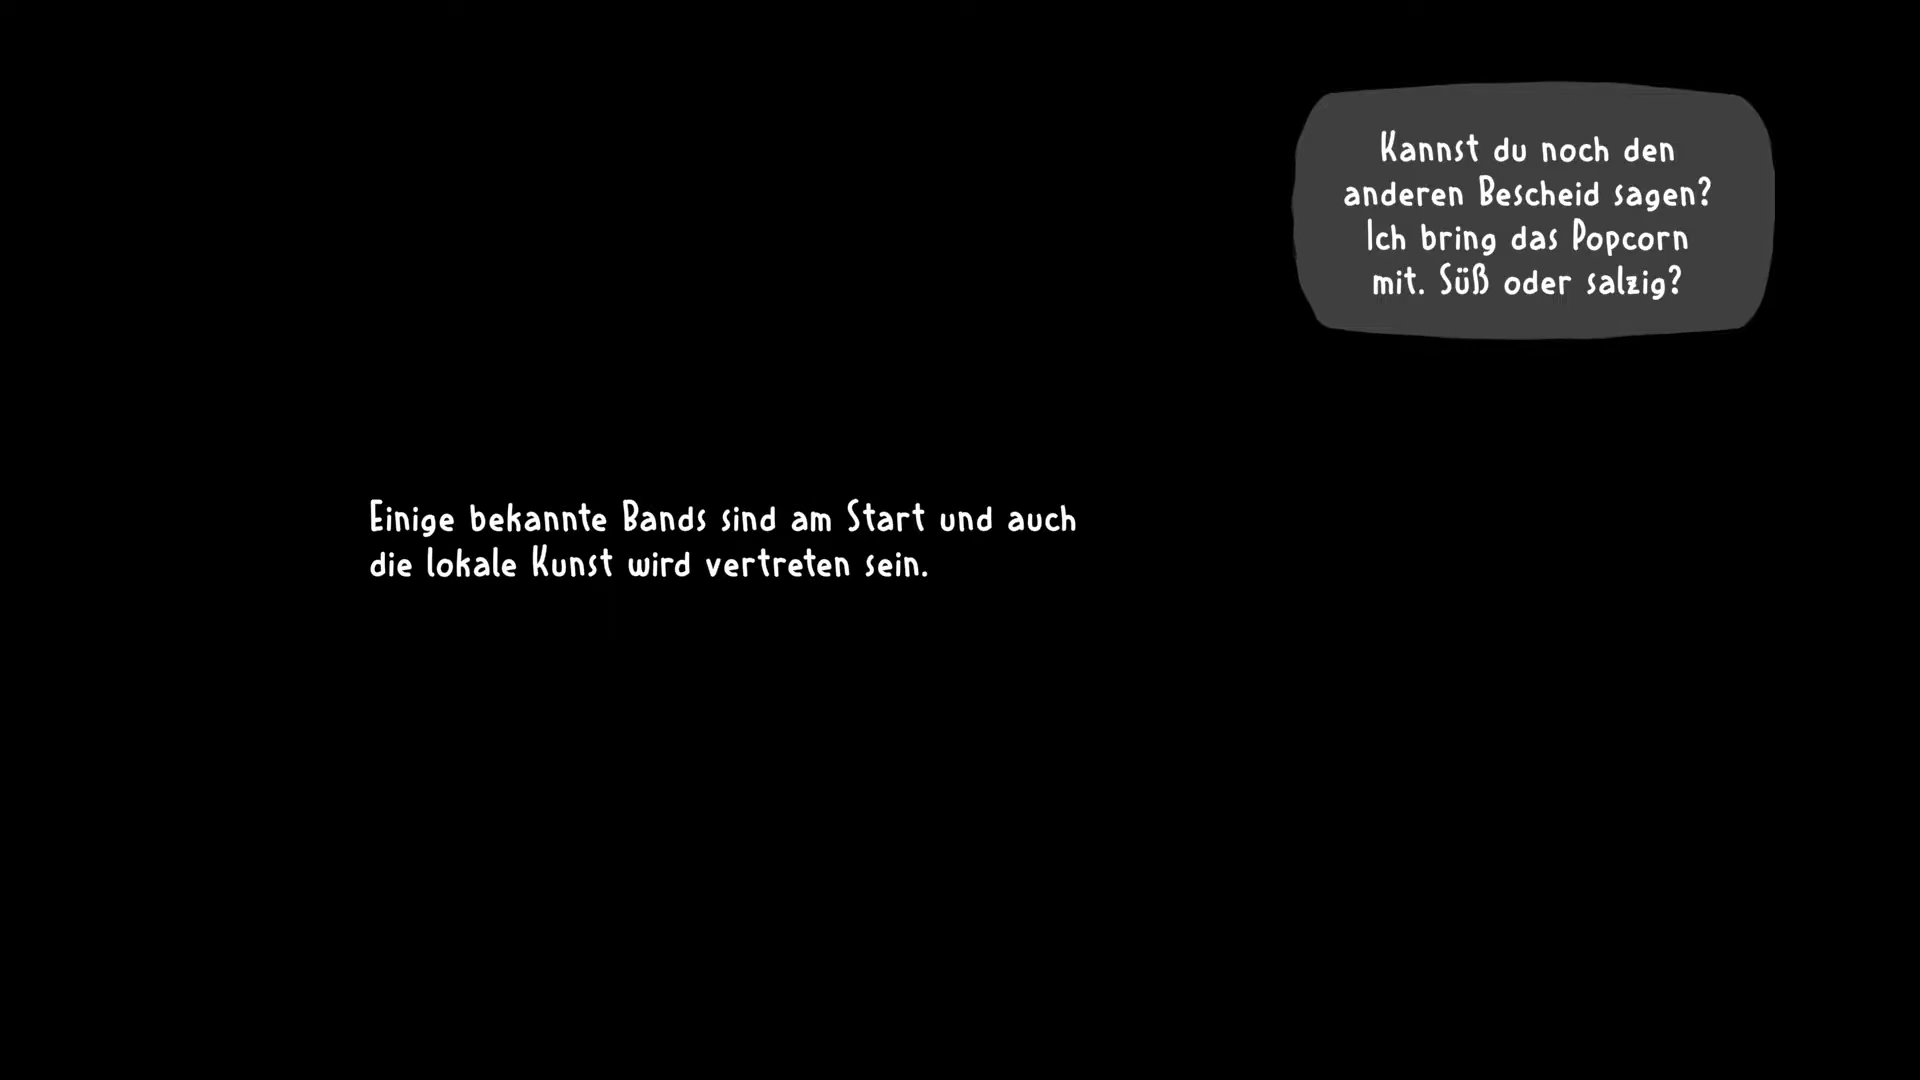 Kannst du noch den
anderen Bescheid sagen?
Ich bring das Popcorn
mit. Süß oder salzig?
Einige bekannte Bands sind am Start und auch
die lokale Kunst wird vertreten sein.